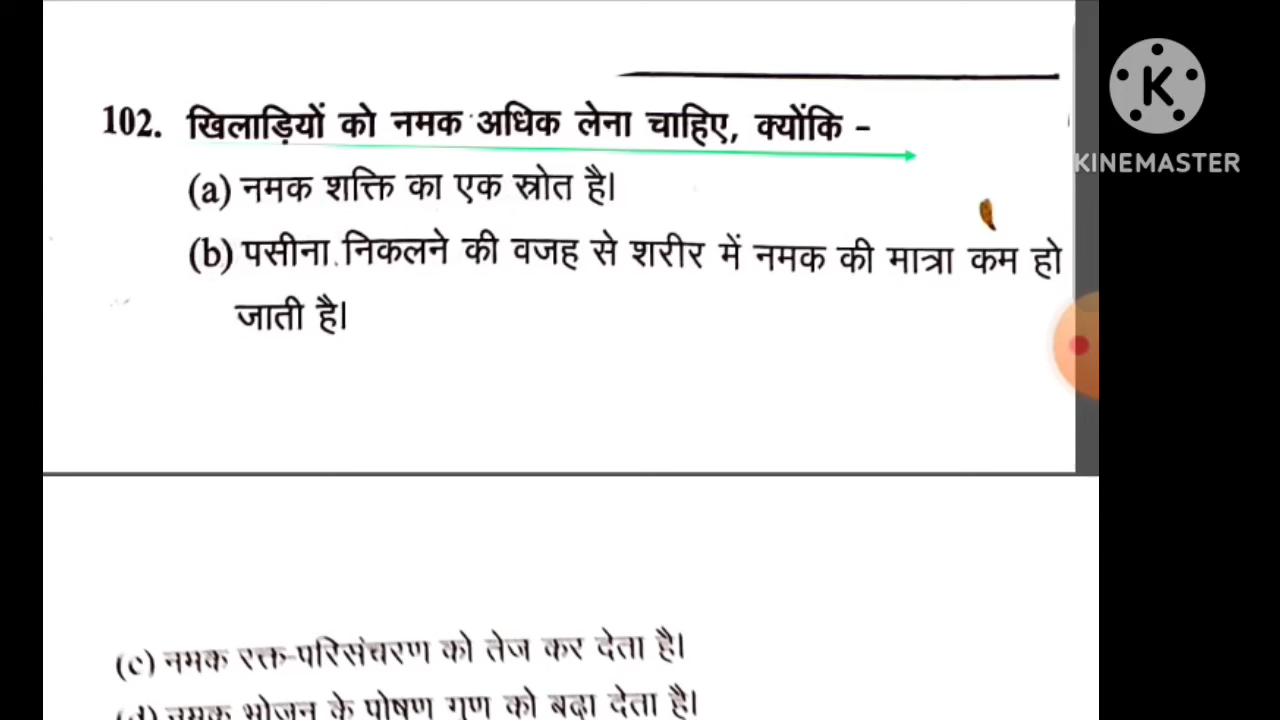 102. खिलाड़ियों को नमक अधिक लेना चाहिए, क्योंकि -
(a) नमक शक्ति का एक स्रोत है।
(b) पसीना निकलने की वजह से शरीर में नमक की मात्रा कम हो
जाती है।
(c) नमक रक्त-परिसंचरण को तेज कर देता है।
(d) नमक भोजन के पोषण गुण को बढ़ा देता है।
K
KINEMASTER